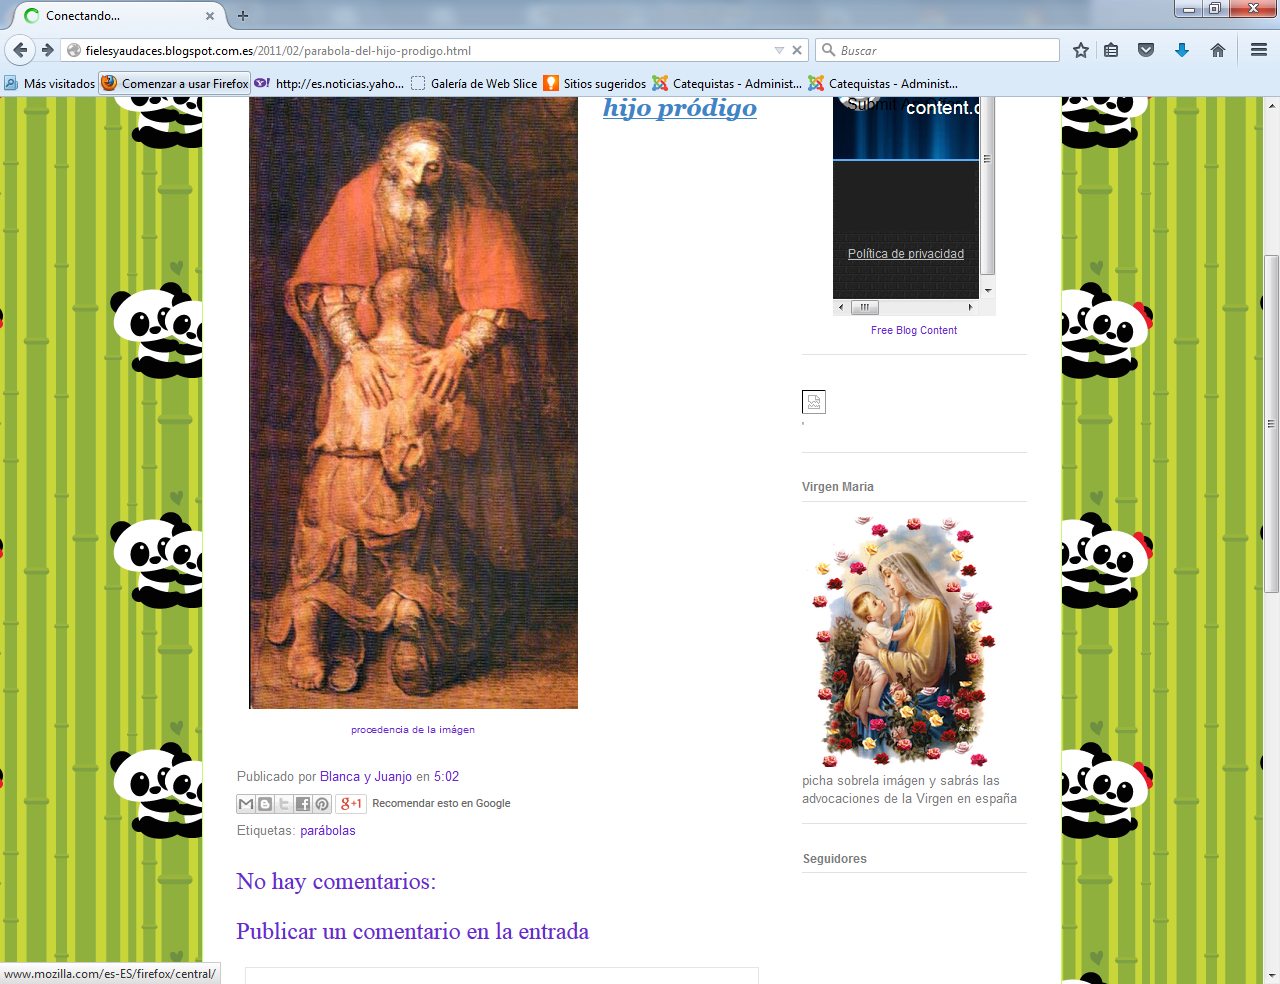 Conectando...
fielesyaudaces.blogspot.com.es/2011/02/parabola-del-hijo-prodigo.html
Buscar
Más visitados
Comenzar a usar Firefox
http://es.noticias.yaho...
Galería de Web Slice
Sitios sugeridos
Catequistas - Administ...
Catequistas - Administ...
hijo pródigo
Submit
content.c
Política de privacidad
Free Blog Content
Virgen Maria
picha sobrela imágen y sabrás las
advocaciones de la Virgen en españa
Seguidores
procedencia de la imágen
Publicado por Blanca y Juanjo en 5:02
g+1 Recomendar esto en Google
Etiquetas: parábolas
No hay comentarios:
Publicar un comentario en la entrada
www.mozilla.com/es-ES/firefox/central/